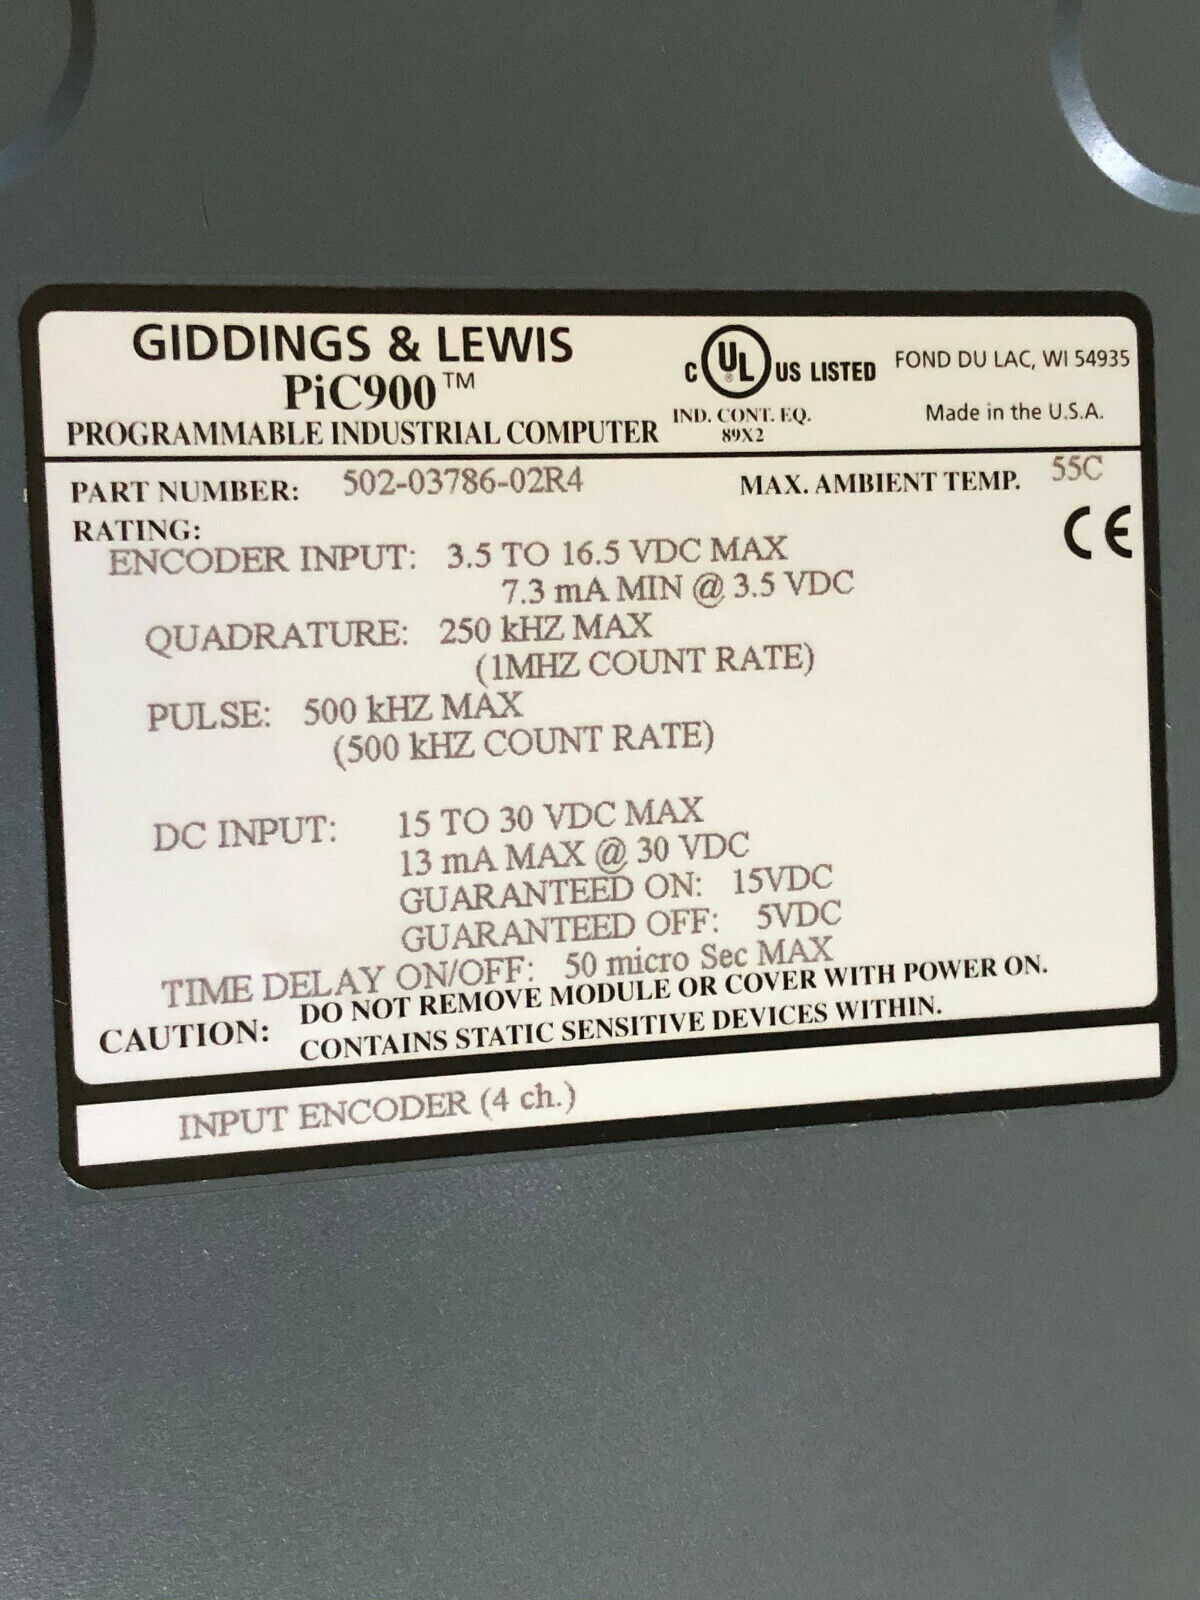 GIDDINGS & LEWIS
PiC900™
PROGRAMMABLE INDUSTRIAL COMPUTER
C UL US LISTED
IND. CONT. EQ.
89X2
FOND DU LAC, WI 54935
Made in the U.S.A.
PART NUMBER: 502-03786-02R4 MAX. AMBIENT TEMP. 55C
RATING:
CE
ENCODER INPUT: 3.5 TO 16.5 VDC MAX
7.3 mA MIN @ 3.5 VDC
QUADRATURE: 250 kHZ MAX
(1MHZ COUNT RATE)
PULSE: 500 kHZ MAX
(500 kHZ COUNT RATE)
DC INPUT: 15 TO 30 VDC MAX
13 mA MAX @ 30 VDC
GUARANTEED ON: 15VDC
GUARANTEED OFF: 5VDC
TIME DELAY ON/OFF: 50 micro Sec MAX
CAUTION: DO NOT REMOVE MODULE OR COVER WITH POWER ON.
CONTAINS STATIC SENSITIVE DEVICES WITHIN.
INPUT ENCODER (4 ch.)